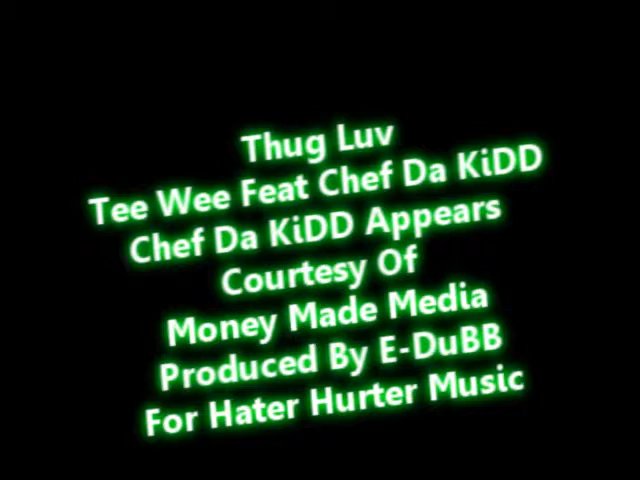 Thug Luv
Tee Wee Feat Chef Da KiDD
Chef Da KiDD Appears
Courtesy Of
Money Made Media
Produced By E-DuBB
For Hater Hurter Music